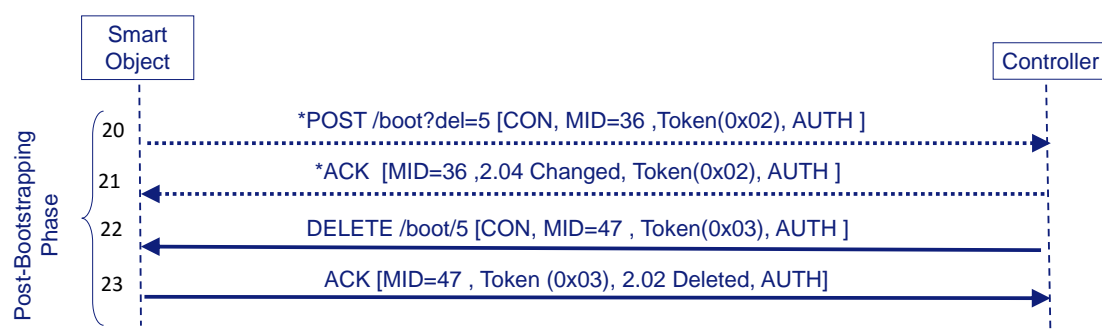 Smart
Object
Controller
Post-Bootstrapping
Phase
20
*POST /boot?del=5 [CON, MID=36 ,Token(0x02), AUTH ]
21
*ACK [MID=36 ,2.04 Changed, Token(0x02), AUTH ]
22
DELETE /boot/5 [CON, MID=47 , Token(0x03), AUTH ]
23
ACK [MID=47 , Token (0x03), 2.02 Deleted, AUTH]